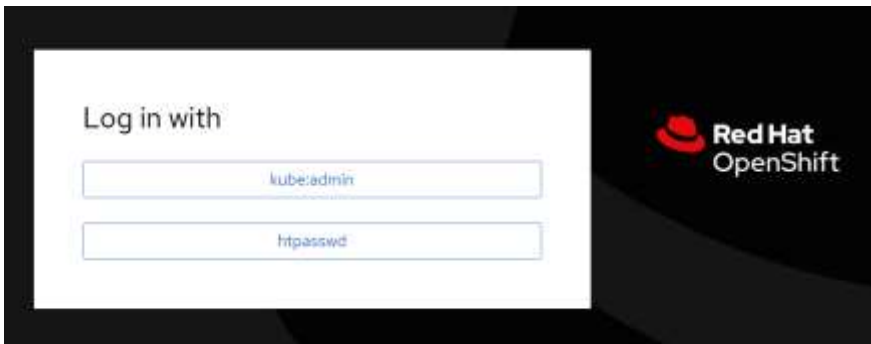 Log in with
kube:admin
htpasswd
Red Hat
OpenShift